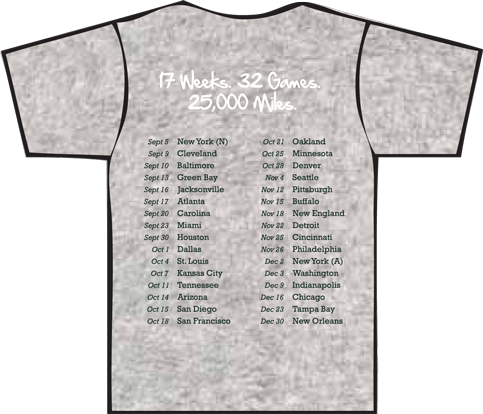 17 Weeks. 32 Games.
25,000 Miles.
Sept 5 New York (N)
Sept 9 Cleveland
Sept 10 Baltimore
Sept 13 Green Bay
Sept 16 Jacksonville
Sept 17 Atlanta
Sept 20 Carolina
Sept 23 Miami
Sept 30 Houston
Oct 1 Dallas
Oct 4 St. Louis
Oct 7 Kansas City
Oct 11 Tennessee
Oct 14 Arizona
Oct 15 San Diego
Oct 18 San Francisco
Oct 21 Oakland
Oct 25 Minnesota
Oct 28 Denver
Nov 4 Seattle
Nov 12 Pittsburgh
Nov 15 Buffalo
Nov 18 New England
Nov 22 Detroit
Nov 25 Cincinnati
Nov 26 Philadelphia
Dec 2 New York (A)
Dec 3 Washington
Dec 9 Indianapolis
Dec 16 Chicago
Dec 23 Tampa Bay
Dec 30 New Orleans